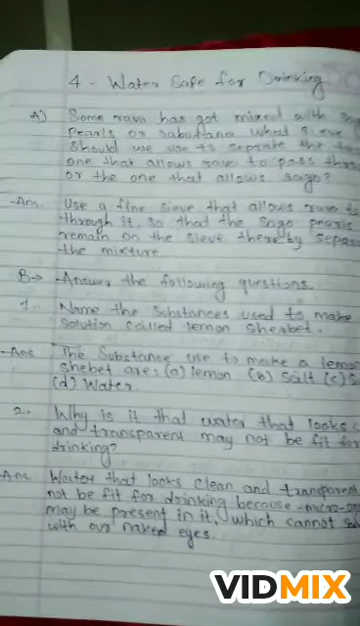 4 - Water Safe for Drinking
A) Some rava has got mixed with
Pearls or sabudana what sieve
should use use to seprate the
one that allows rava to pass
or the one that allows sago?
Ans. Use a fine sieve that allows rava to
through it, so that the Sago pearls
remain on the sieve there by
the mixture
B→ Answer the following questions.
1. Name the Substances used to make
solution called lemon sherbet.
Ans The Substance use to make a lemon
shebet are: (a) lemon (b) Salt (c) S
(d) Water.
2. Why is it that water that looks c
and transparent may not be fit for
drinking?
Ans Water that looks clean and transparent
not be fit for drinking because
may be present in it, which cannot
with our naked eyes.
VIDMIX